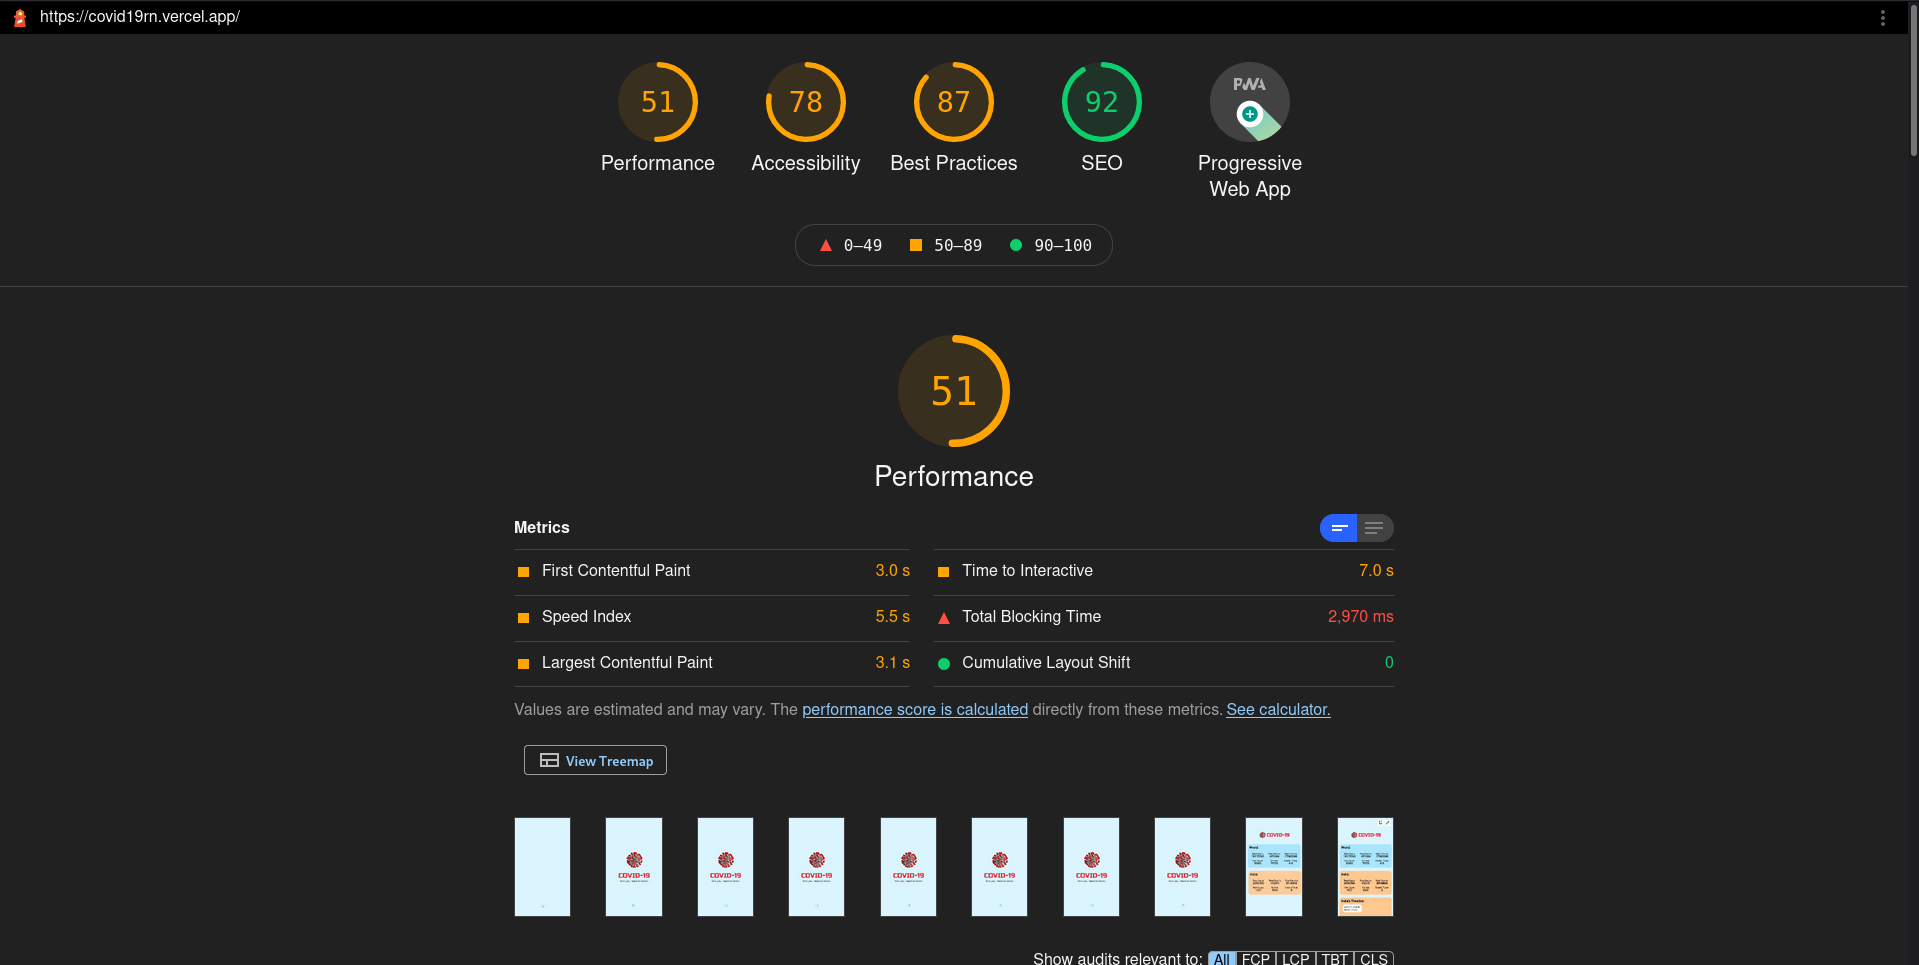 https://covid19rn.vercel.app/
51 78 87 92 PWA
Performance Accessibility Best Practices SEO Progressive
Web App
0–49 50–89 90–100
51
Performance
Metrics
First Contentful Paint 3.0 s Time to Interactive 7.0 s
Speed Index 5.5 s Total Blocking Time 2,970 ms
Largest Contentful Paint 3.1 s Cumulative Layout Shift 0
Values are estimated and may vary. The performance score is calculated directly from these metrics. See calculator.
View Treemap
COVID-19 COVID-19
COVID-19 COVID-19 COVID-19 COVID-19 COVID-19 COVID-19 COVID-19
Show audits relevant to: All FCP LCP TBT CLS